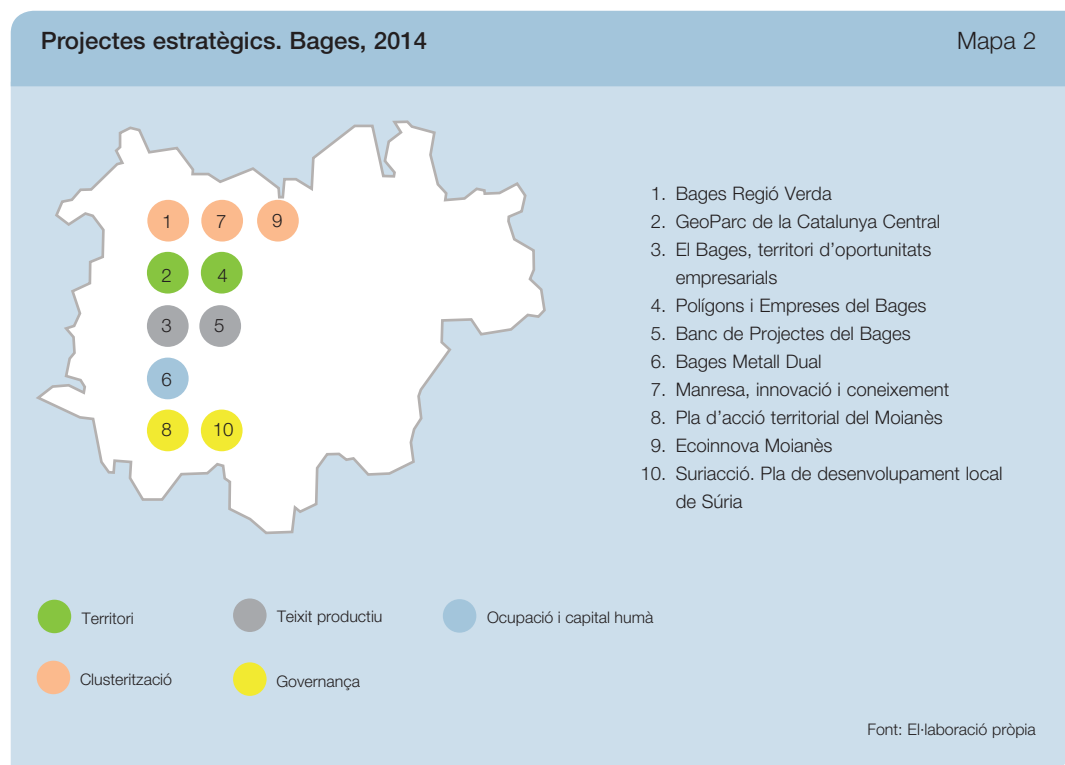 Projectes estratègics. Bages, 2014
Mapa 2
1 7 9
2 4
3 5
6
8 10
1. Bages Regió Verda
2. GeoParc de la Catalunya Central
3. El Bages, territori d'oportunitats
empresarials
4. Polígons i Empreses del Bages
5. Banc de Projectes del Bages
6. Bages Metall Dual
7. Manresa, innovació i coneixement
8. Pla d'acció territorial del Moianès
9. Ecoinnova Moianès
10. Suriacció. Pla de desenvolupament local
de Súria
Territori
Teixit productiu
Ocupació i capital humà
Clusterització
Governança
Font: El·laboració pròpia